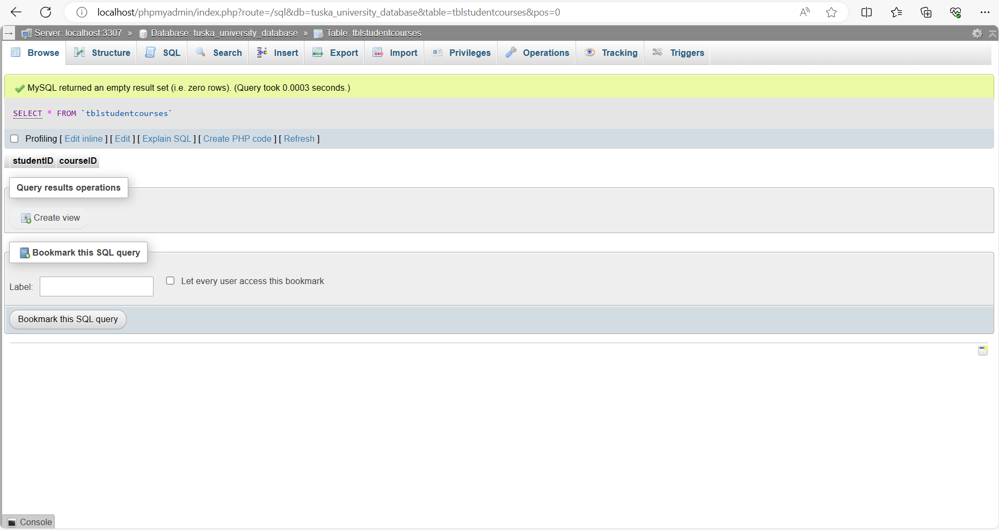 localhost/phpmyadmin/index.php?route=/sql&db=tuska_university_database&table=tblstudentcourses&pos=0
Server: localhost:3307 » Database: tuska_university_database » Table: tblstudentcourses
Browse Structure SQL Search Insert Export Import Privileges Operations Tracking Triggers
MySQL returned an empty result set (i.e. zero rows). (Query took 0.0003 seconds.)
SELECT * FROM `tblstudentcourses`
Profiling [ Edit inline ] [ Edit ] [ Explain SQL ] [ Create PHP code ] [ Refresh ]
studentID courseID
Query results operations
Create view
Bookmark this SQL query
Label: Let every user access this bookmark
Bookmark this SQL query
Console